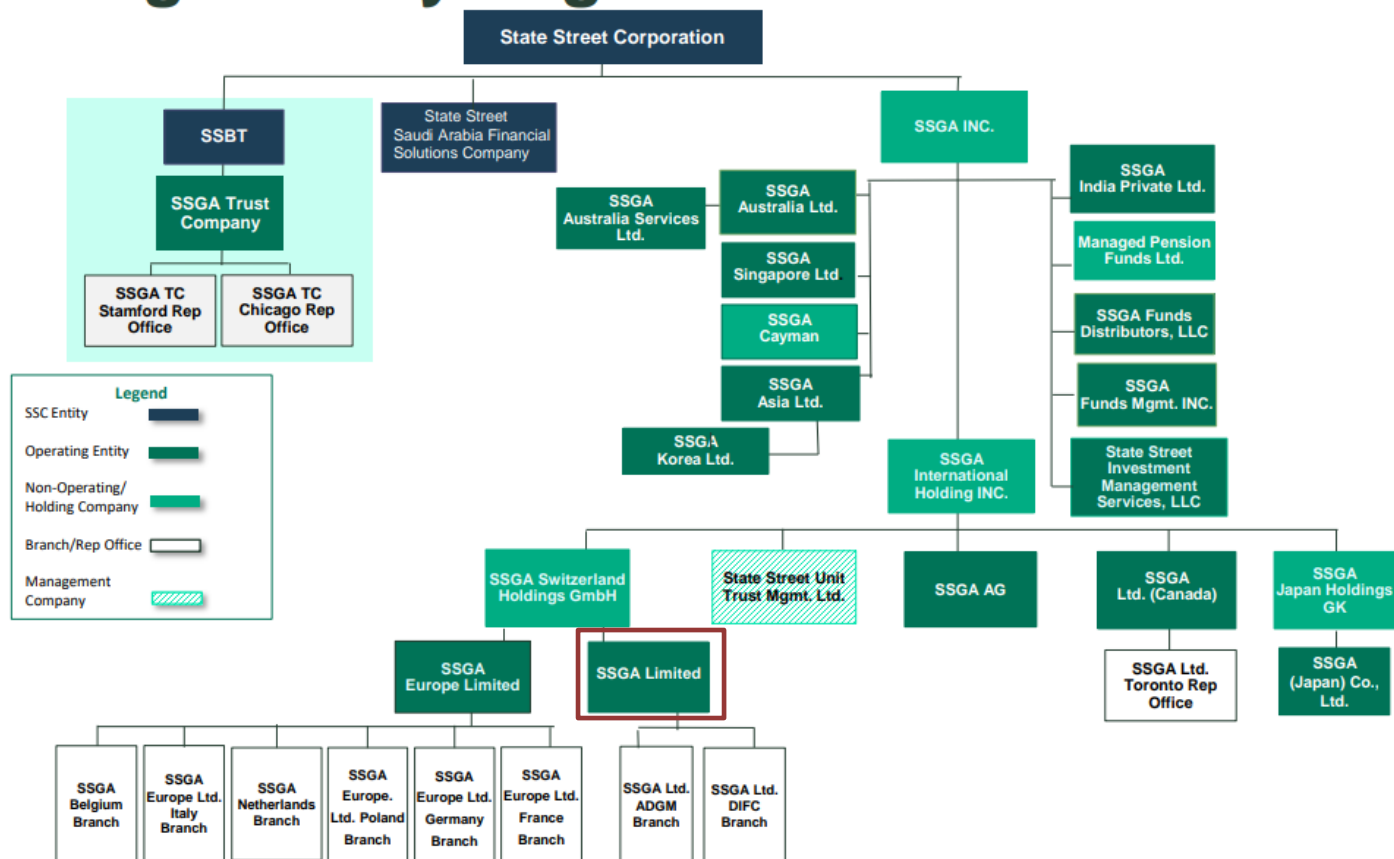 State Street Corporation
SSBT
State Street
Saudi Arabia Financial
Solutions Company
SSGA INC.
SSGA Trust
Company
SSGA TC
Stamford Rep
Office
SSGA TC
Chicago Rep
Office
SSGA
Australia Services
Ltd.
SSGA
Australia Ltd.
SSGA
Singapore Ltd.
SSGA
Cayman
SSGA
Asia Ltd.
SSGA
Korea Ltd.
SSGA
India Private Ltd.
Managed Pension
Funds Ltd.
SSGA Funds
Distributors, LLC
SSGA
Funds Mgmt. INC.
State Street
Investment
Management
Services, LLC
SSGA
International
Holding INC.
Legend
SSC Entity
Operating Entity
Non-Operating/
Holding Company
Branch/Rep Office
Management
Company
SSGA Switzerland
Holdings GmbH
State Street Unit
Trust Mgmt. Ltd.
SSGA AG
SSGA
Ltd. (Canada)
SSGA
Japan Holdings
GK
SSGA
Europe Limited
SSGA Limited
SSGA Ltd.
Toronto Rep
Office
SSGA
(Japan) Co.,
Ltd.
SSGA
Belgium
Branch
SSGA
Europe Ltd.
Italy
Branch
SSGA
Netherlands
Branch
SSGA
Europe.
Ltd. Poland
Branch
SSGA
Europe Ltd.
Germany
Branch
SSGA
Europe Ltd.
France
Branch
SSGA Ltd.
ADGM
Branch
SSGA Ltd.
DIFC
Branch